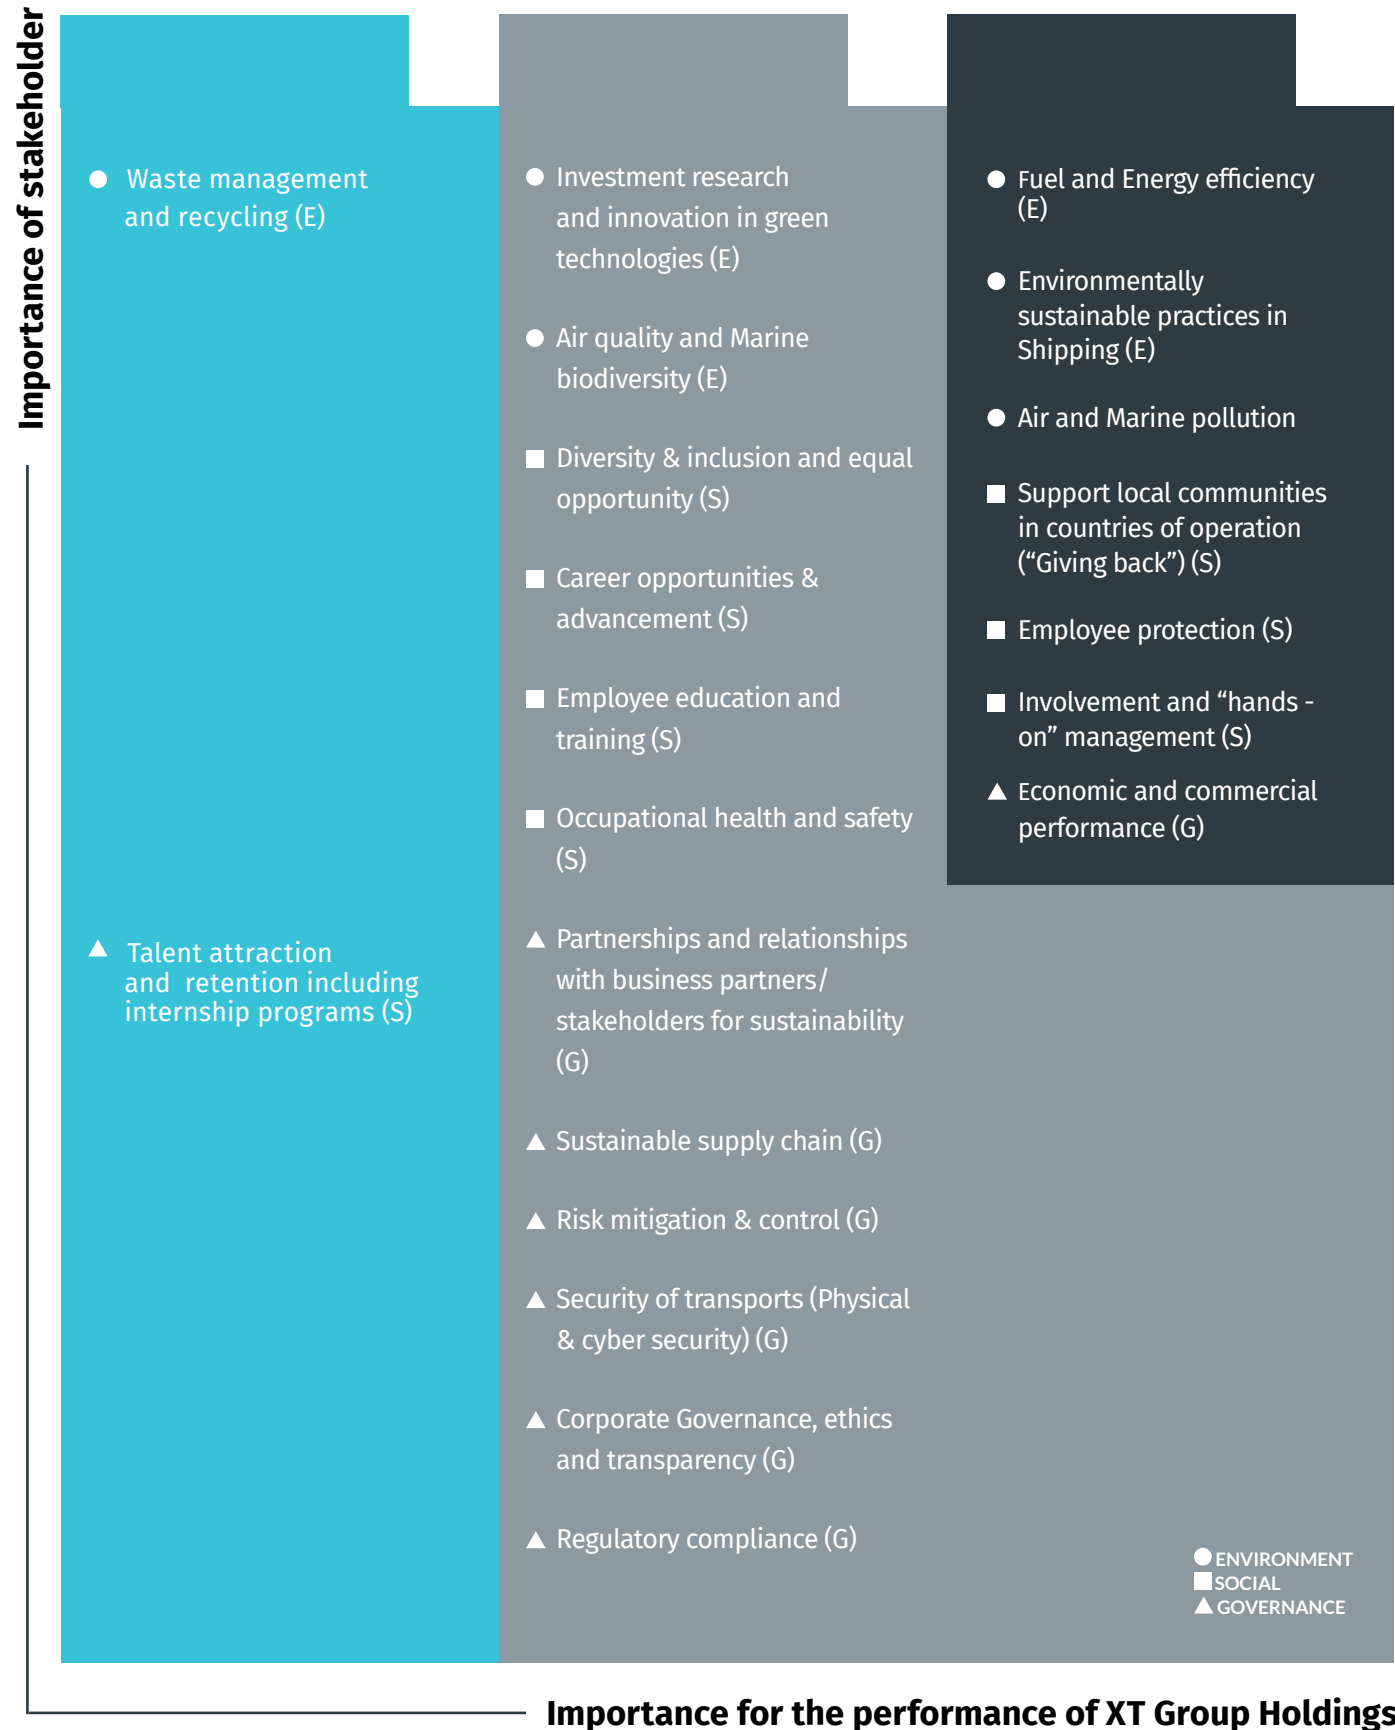 Importance of stakeholder
Waste management
and recycling (E)
Talent attraction
and retention including
internship programs (S)
Investment research
and innovation in green
technologies (E)
Air quality and Marine
biodiversity (E)
Diversity & inclusion and equal
opportunity (S)
Career opportunities &
advancement (S)
Employee education and
training (S)
Occupational health and safety
(S)
Partnerships and relationships
with business partners/
stakeholders for sustainability
(G)
Sustainable supply chain (G)
Risk mitigation & control (G)
Security of transports (Physical
& cyber security) (G)
Corporate Governance, ethics
and transparency (G)
Regulatory compliance (G)
Fuel and Energy efficiency
(E)
Environmentally
sustainable practices in
Shipping (E)
Air and Marine pollution
Support local communities
in countries of operation
(“Giving back”) (S)
Employee protection (S)
Involvement and “hands -
on” management (S)
Economic and commercial
performance (G)
ENVIRONMENT
SOCIAL
GOVERNANCE
Importance for the performance of XT Group Holdings